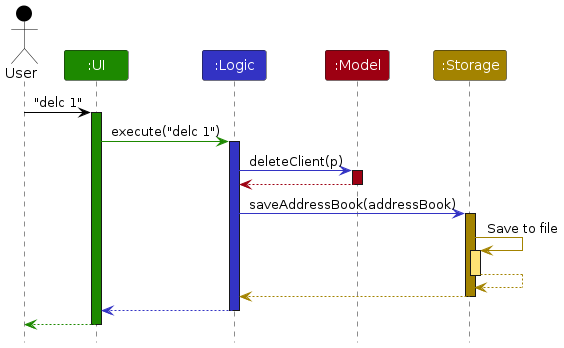 User
:UI
:Logic
:Model
:Storage
"delc 1"
execute("delc 1")
deleteClient(p)
saveAddressBook(addressBook)
Save to file